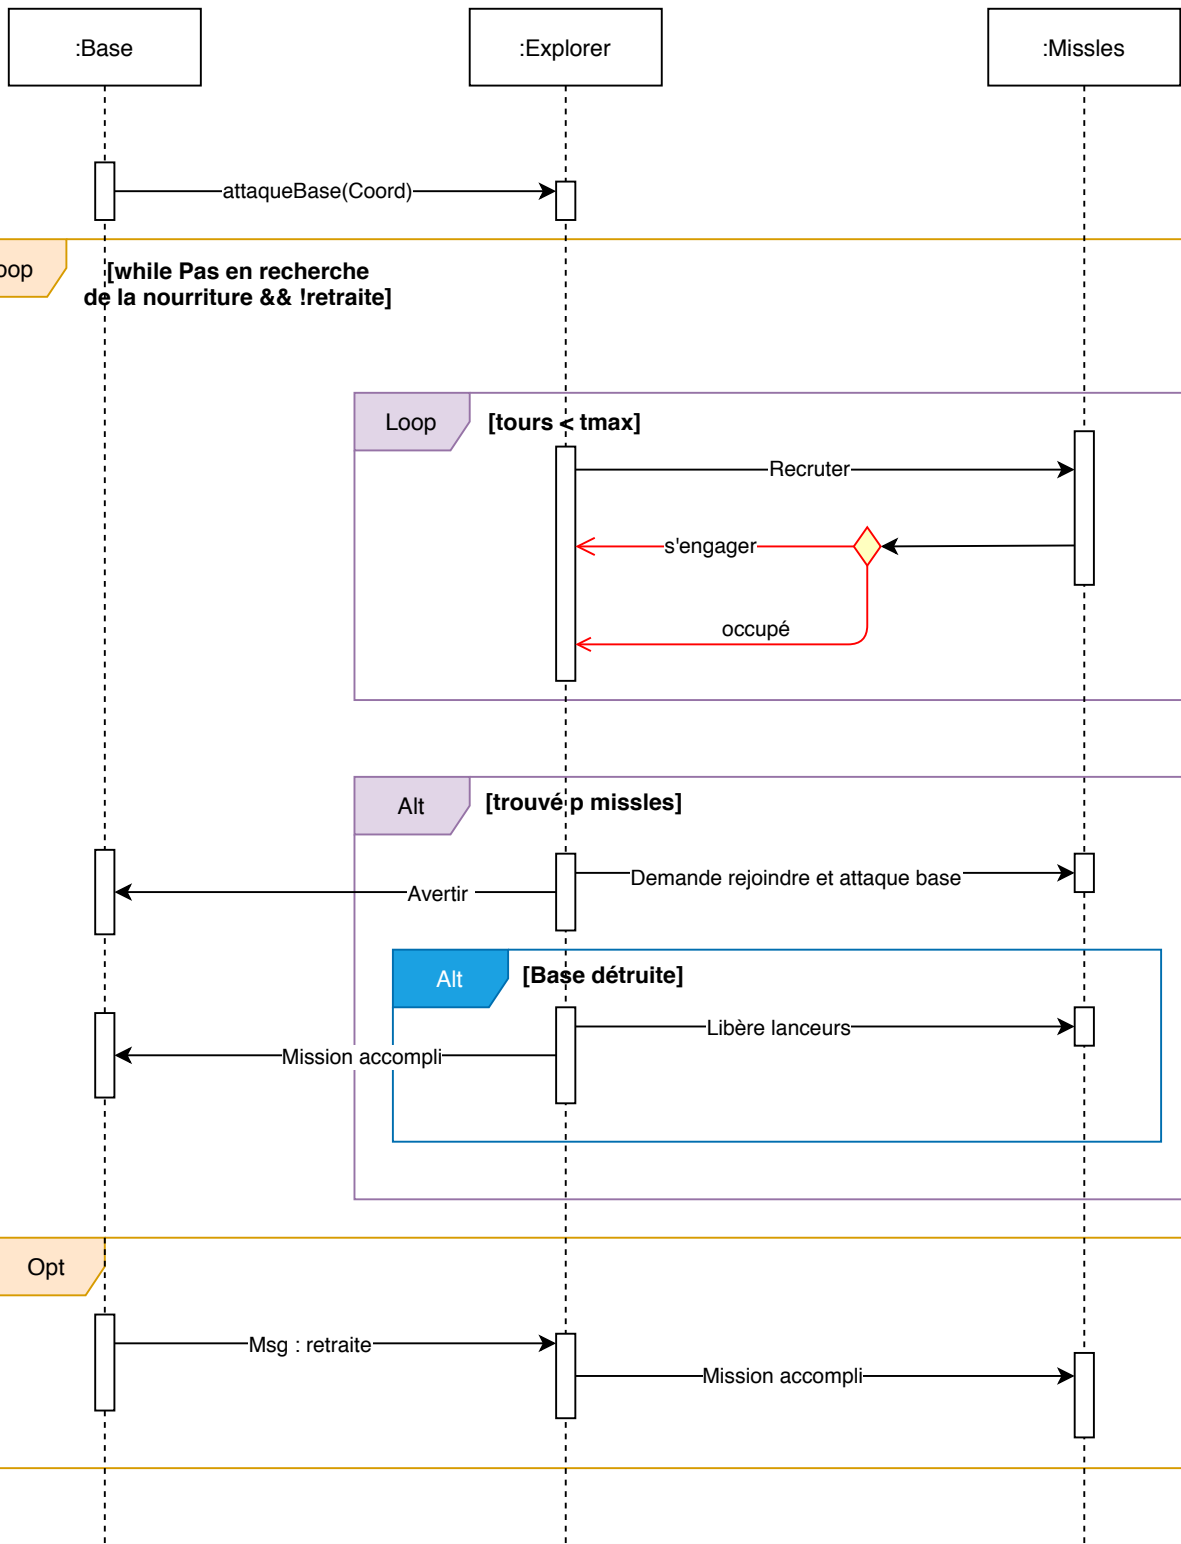 :Base
:Explorer
:Missles
attaqueBase(Coord)
oop
[while Pas en recherche
de la nourriture && !retraite]
Loop
[tours < tmax]
Recruter
s'engager
occupé
Alt
[trouvé p missles]
Demande rejoindre et attaque base
Avertir
Alt
[Base détruite]
Libère lanceurs
Mission accompli
Opt
Msg : retraite
Mission accompli